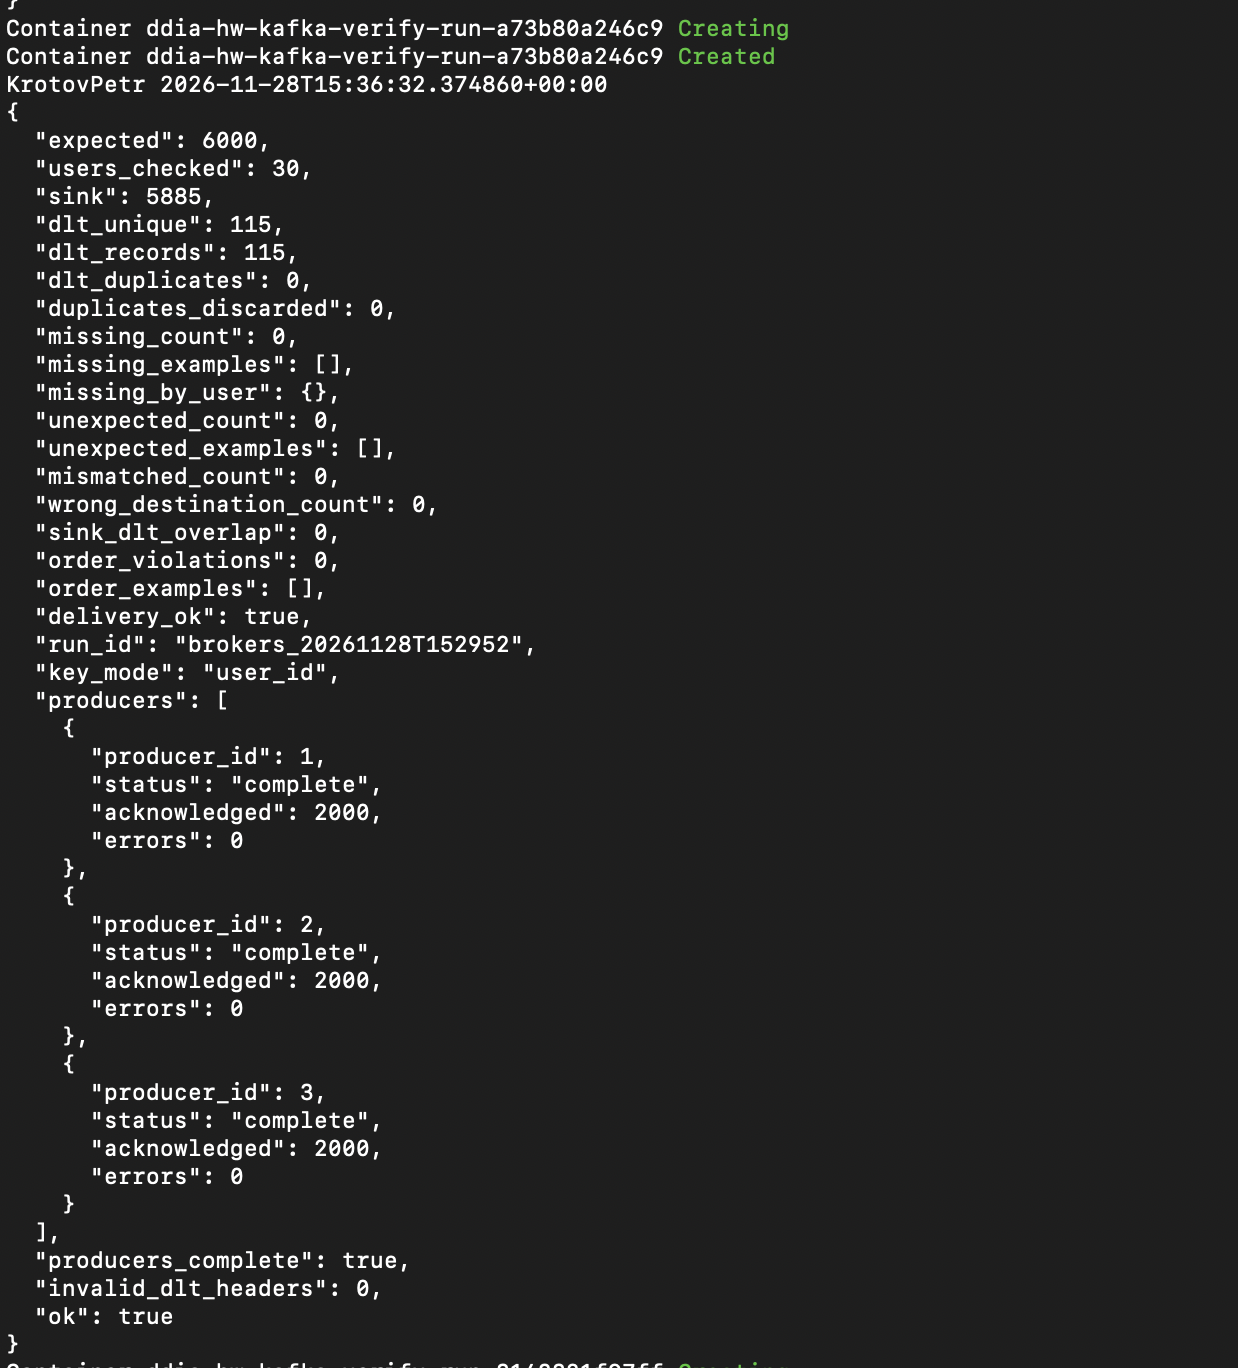 }
Container ddia-hw-kafka-verify-run-a73b80a246c9 Creating
Container ddia-hw-kafka-verify-run-a73b80a246c9 Created
KrotovPetr 2026-11-28T15:36:32.374860+00:00
{
  "expected": 6000,
  "users_checked": 30,
  "sink": 5885,
  "dlt_unique": 115,
  "dlt_records": 115,
  "dlt_duplicates": 0,
  "duplicates_discarded": 0,
  "missing_count": 0,
  "missing_examples": [],
  "missing_by_user": {},
  "unexpected_count": 0,
  "unexpected_examples": [],
  "mismatched_count": 0,
  "wrong_destination_count": 0,
  "sink_dlt_overlap": 0,
  "order_violations": 0,
  "order_examples": [],
  "delivery_ok": true,
  "run_id": "brokers_20261128T152952",
  "key_mode": "user_id",
  "producers": [
    {
      "producer_id": 1,
      "status": "complete",
      "acknowledged": 2000,
      "errors": 0
    },
    {
      "producer_id": 2,
      "status": "complete",
      "acknowledged": 2000,
      "errors": 0
    },
    {
      "producer_id": 3,
      "status": "complete",
      "acknowledged": 2000,
      "errors": 0
    }
  ],
  "producers_complete": true,
  "invalid_dlt_headers": 0,
  "ok": true
}
Container